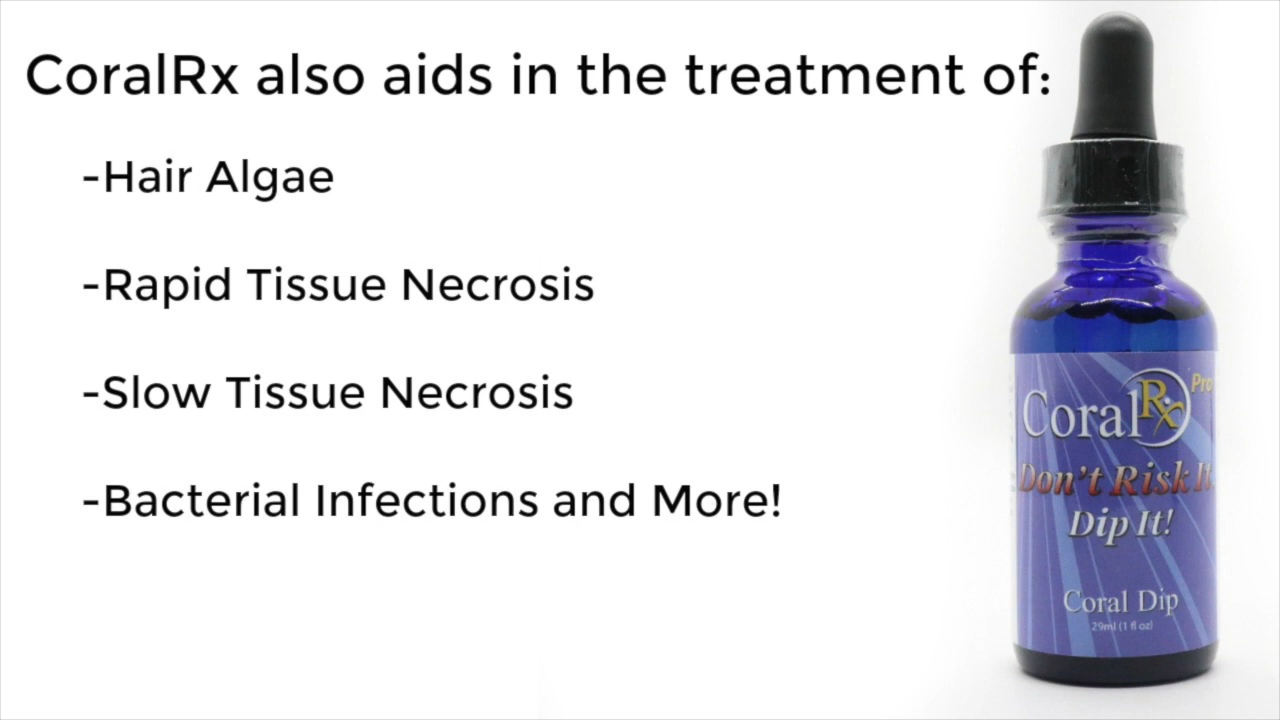 CoralRx also aids in the treatment of:
-Hair Algae
-Rapid Tissue Necrosis
-Slow Tissue Necrosis
-Bacterial Infections and More!
Coral Rx Pro
Don't Risk It,
Dip It!
Coral Dip
29ml (1 fl oz)